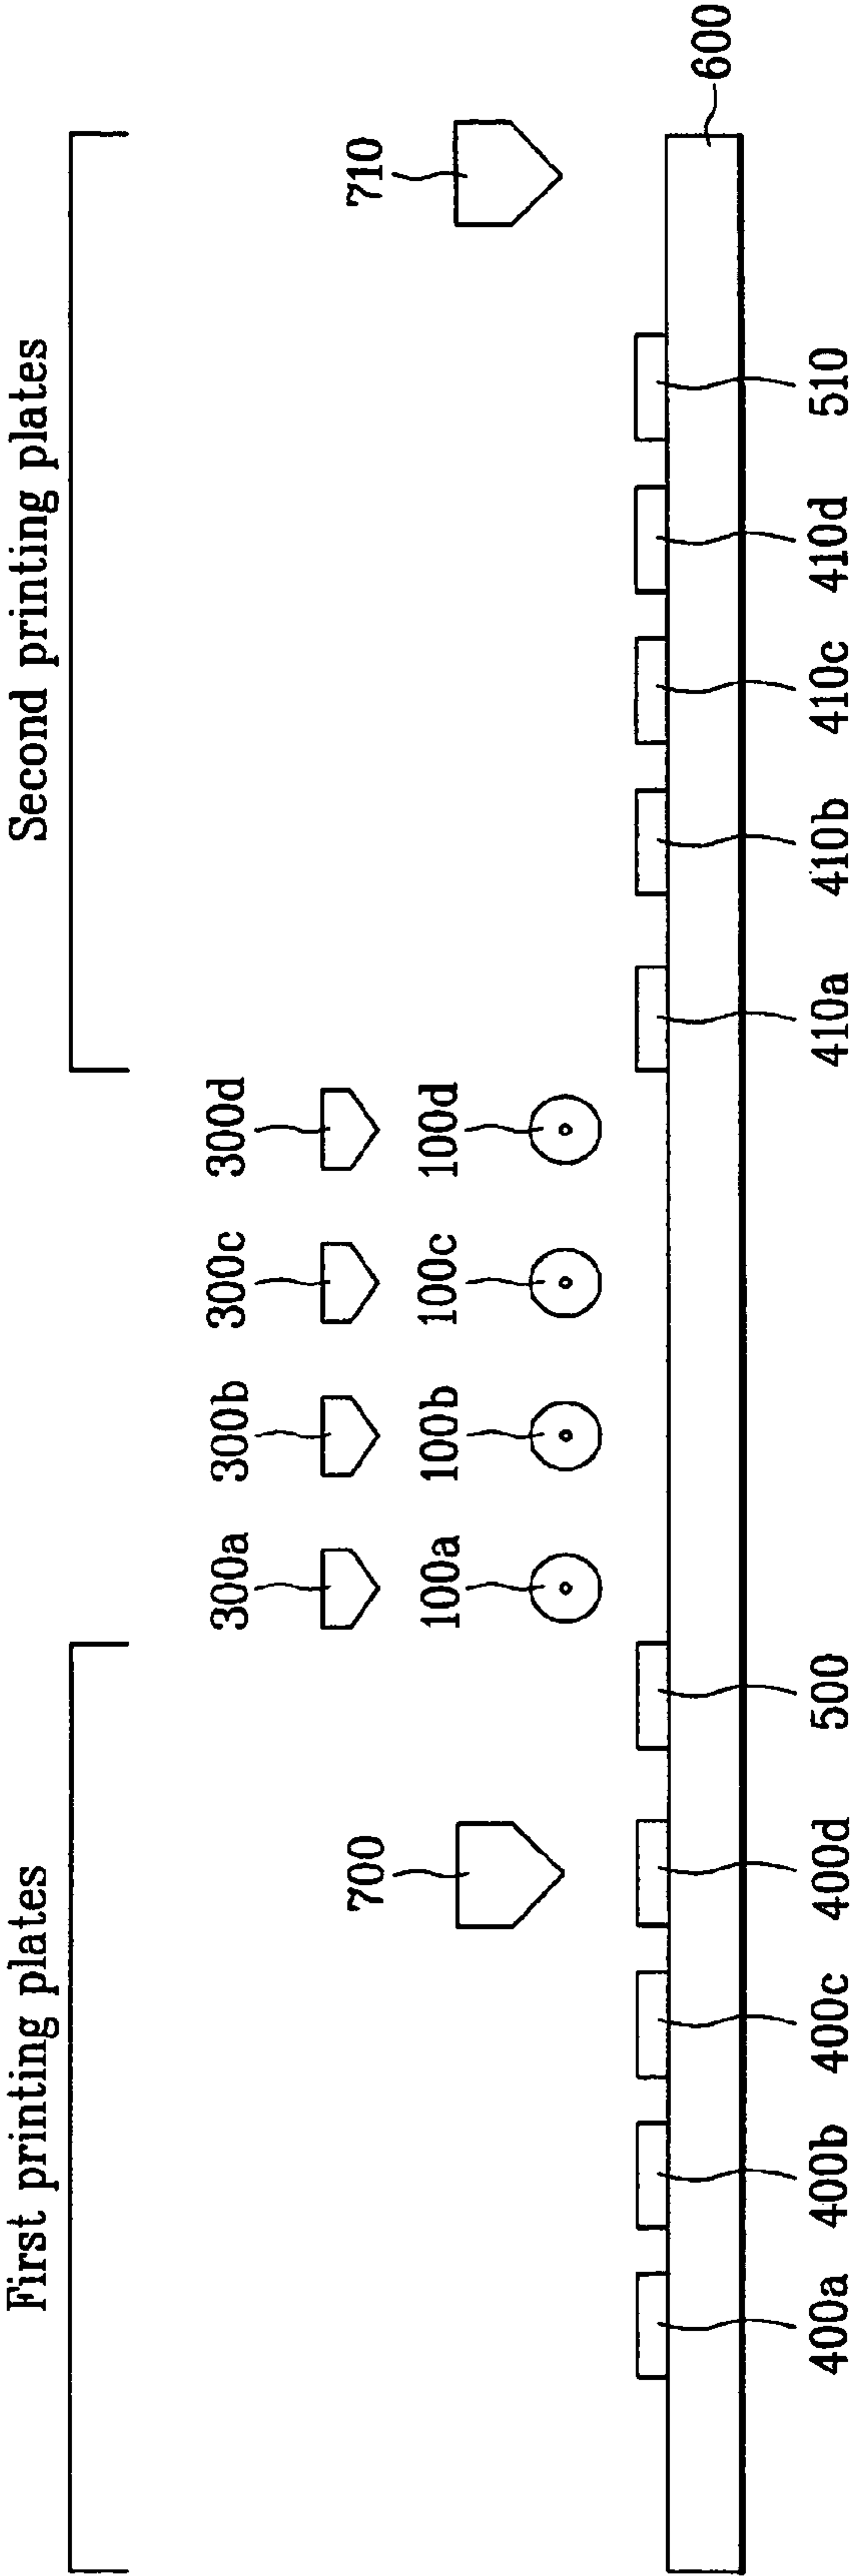 First printing plates
Second printing plates
300a 300b 300c 300d
700
100a 100b 100c 100d
710
600
400a 400b 400c 400d 500 410a 410b 410c 410d 510